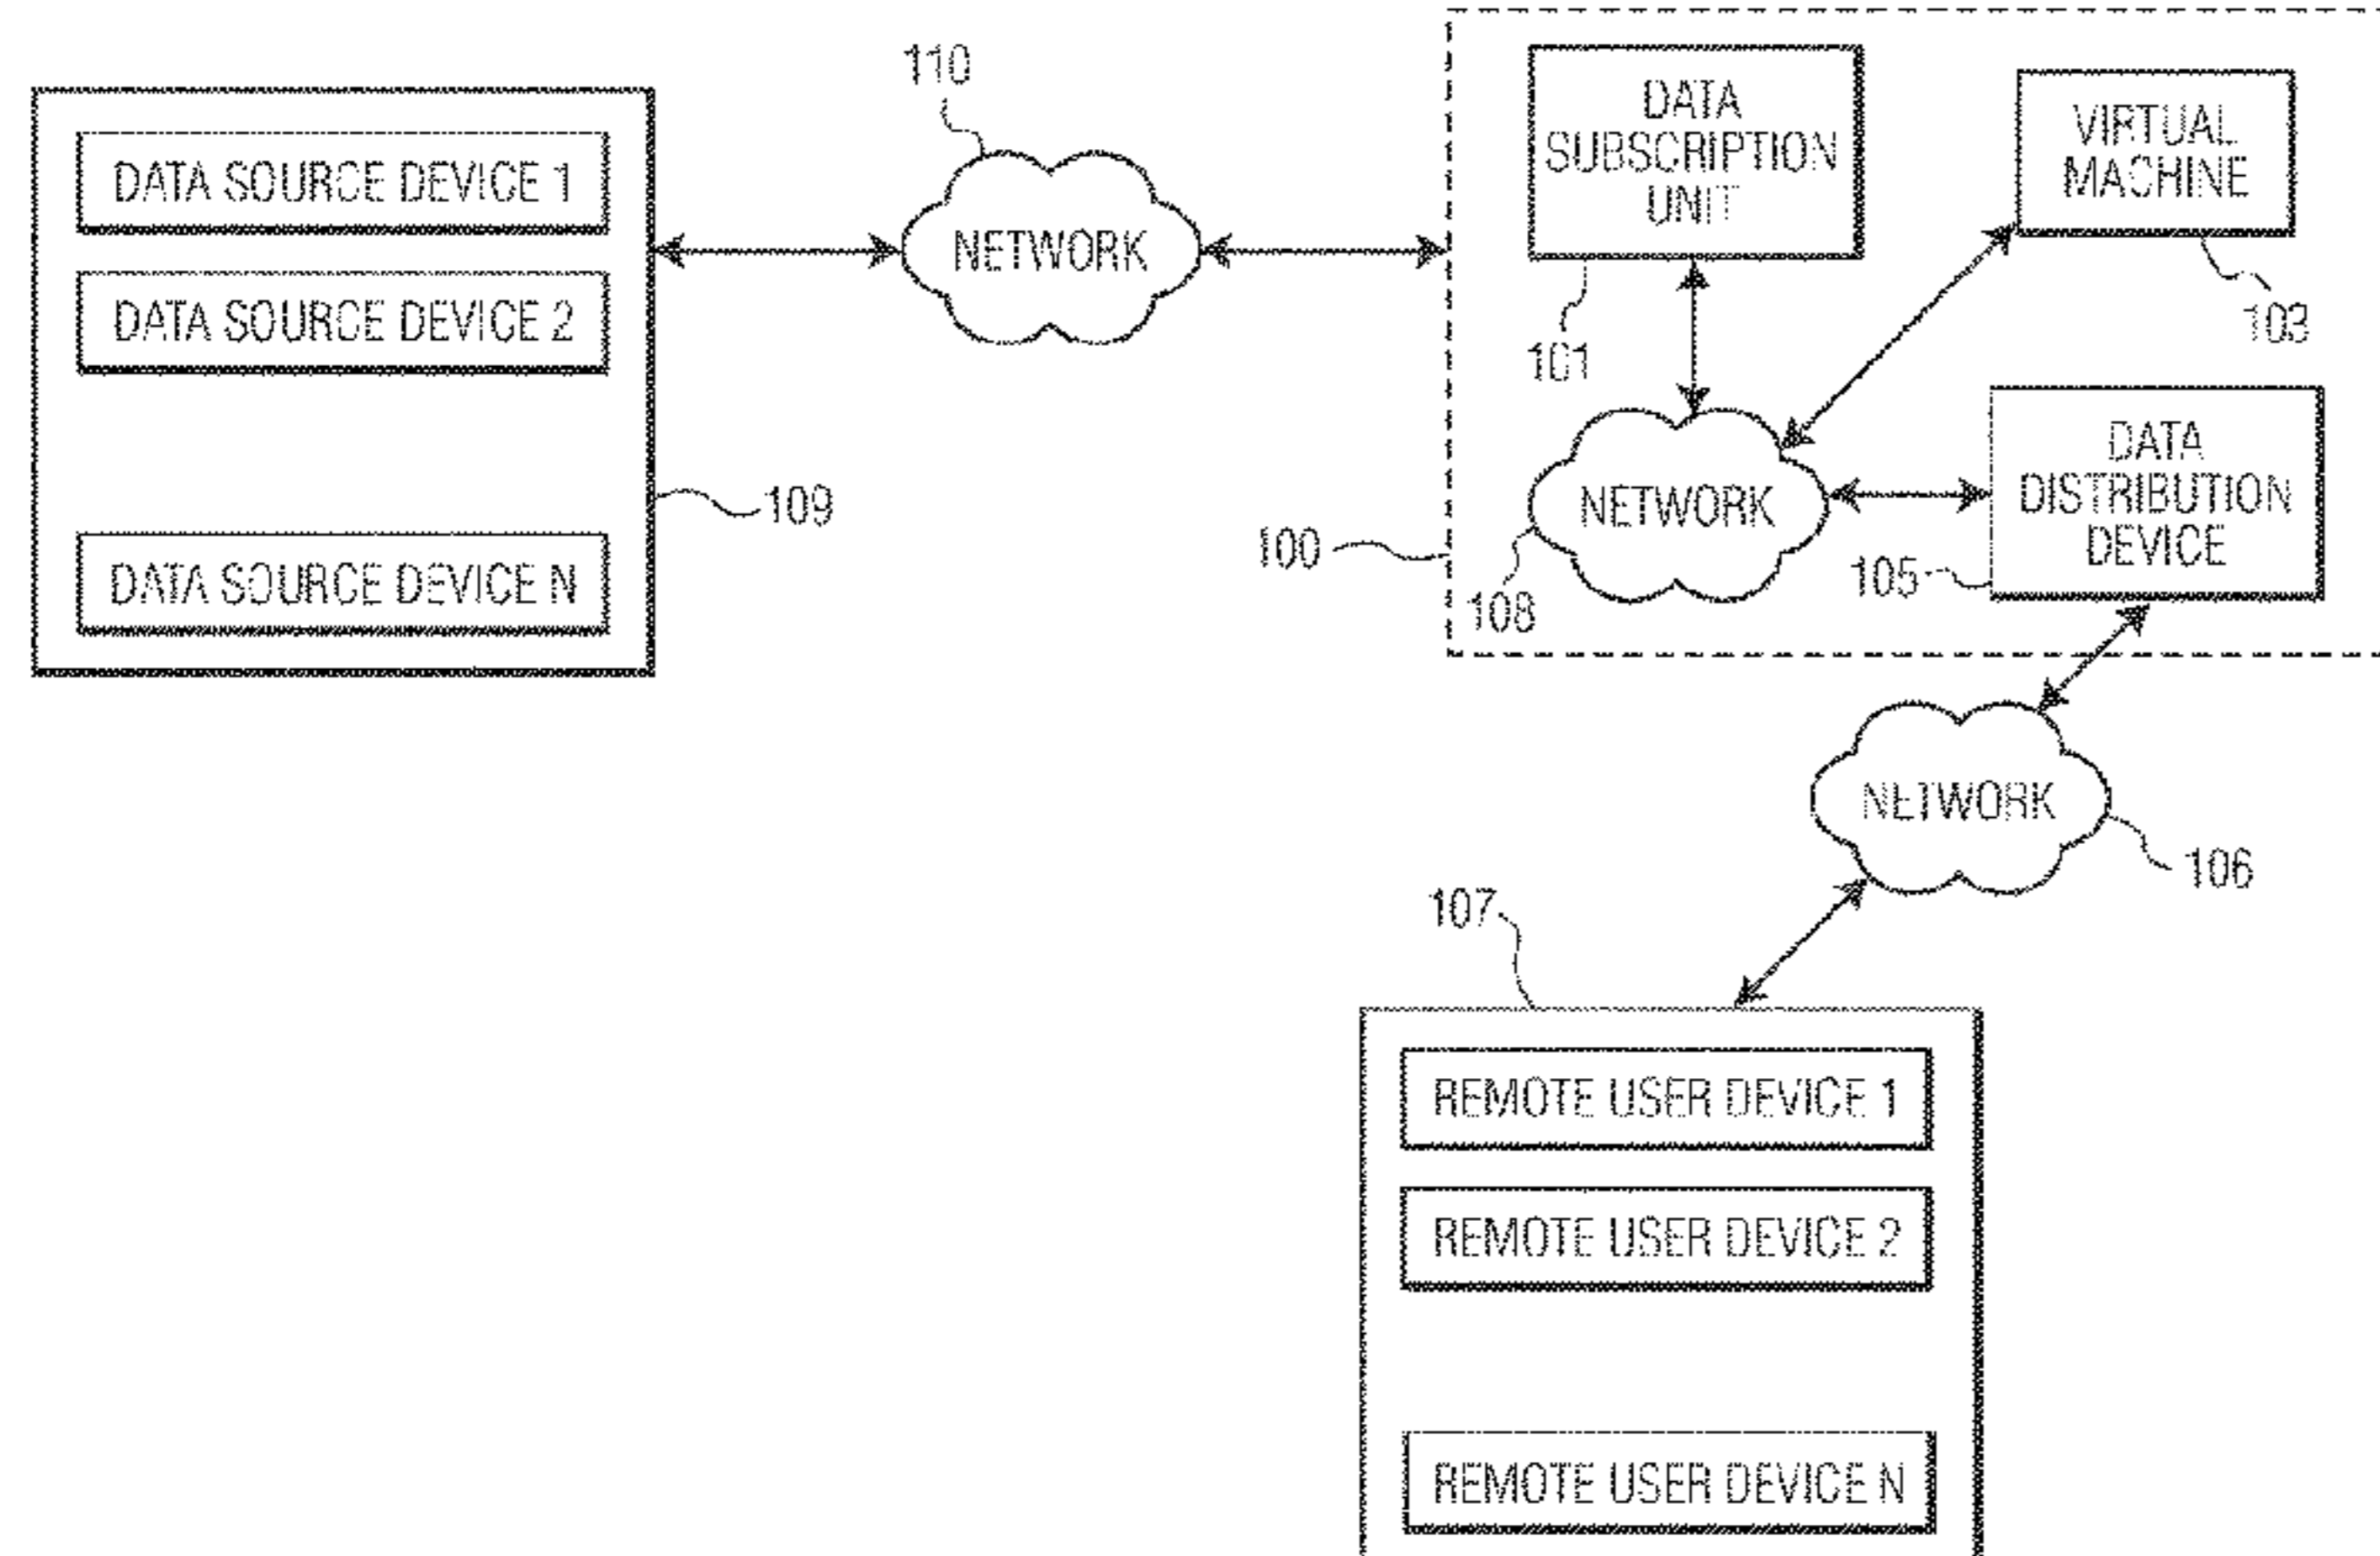 110
DATA SOURCE DEVICE 1
DATA SOURCE DEVICE 2
DATA SOURCE DEVICE N
109
NETWORK
DATA
SUBSCRIPTION
UNIT
101
VIRTUAL
MACHINE
103
NETWORK
108
100
DATA
DISTRIBUTION
DEVICE
105
NETWORK
106
107
REMOTE USER DEVICE 1
REMOTE USER DEVICE 2
REMOTE USER DEVICE N